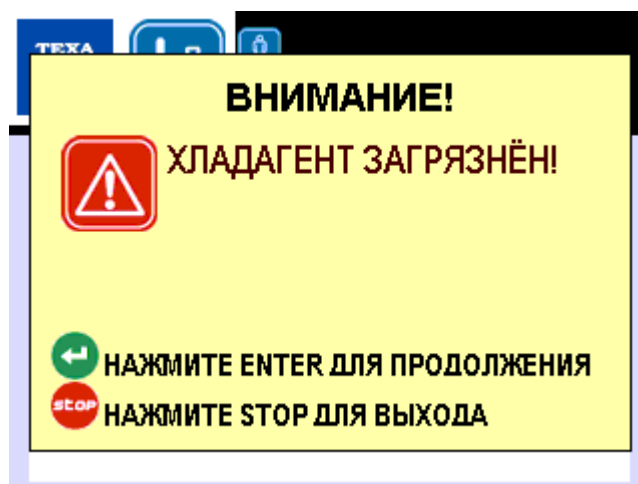 TEXA
ВНИМАНИЕ!
ХЛАДАГЕНТ ЗАГРЯЗНЁН!
НАЖМИТЕ ENTER ДЛЯ ПРОДОЛЖЕНИЯ
stop НАЖМИТЕ STOP ДЛЯ ВЫХОДА